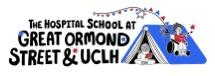 THE HOSPITAL SCHOOL AT
GREAT ORMOND
STREET & UCLH